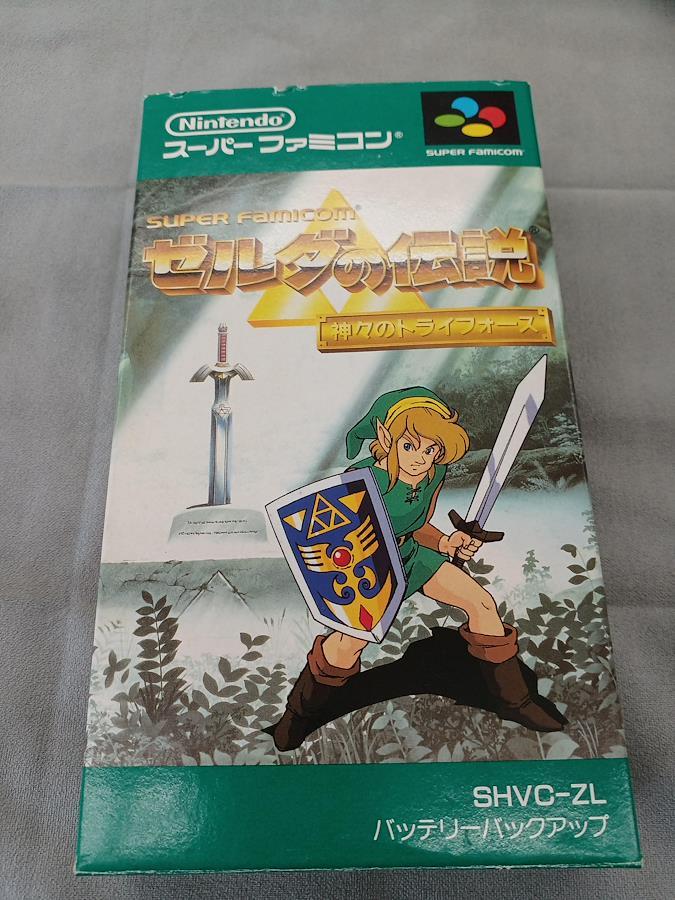 Nintendo®
スーパーファミコン®
SUPER FAMICOM
SUPER FAMICOM®
ゼルダの伝説®
神々のトライフォース
SHVC-ZL
バッテリーバックアップ